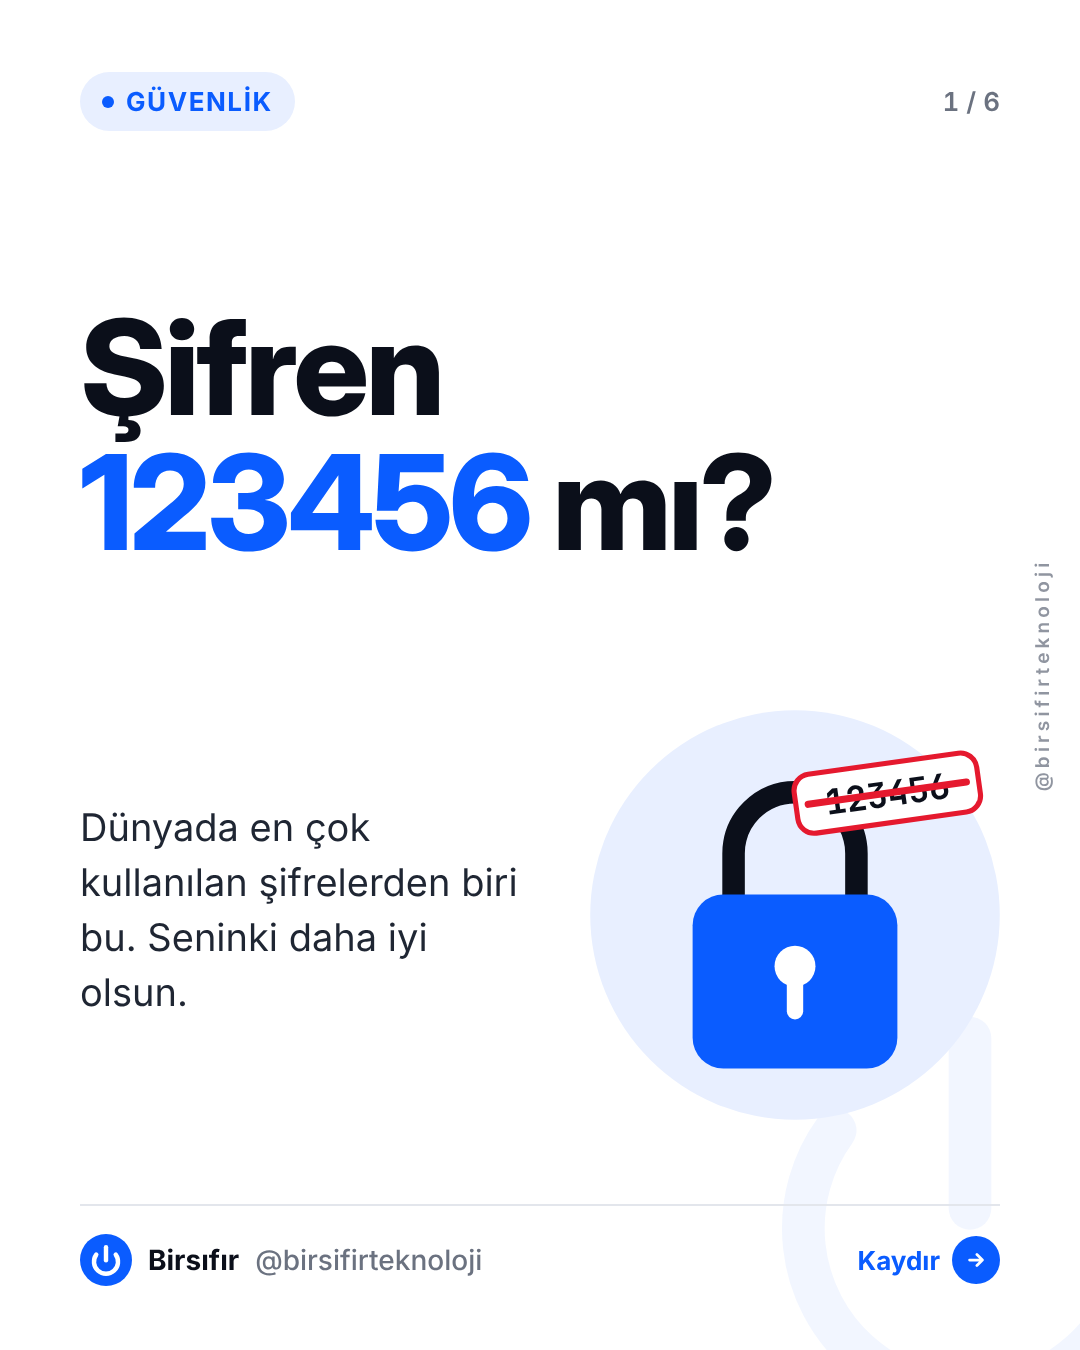 GÜVENLİK
1 / 6
Şifren
123456 mı?
@birsifirteknoloji
123456
Dünyada en çok
kullanılan şifrelerden biri
bu. Seninki daha iyi
olsun.
Birsıfır @birsifirteknoloji
Kaydır